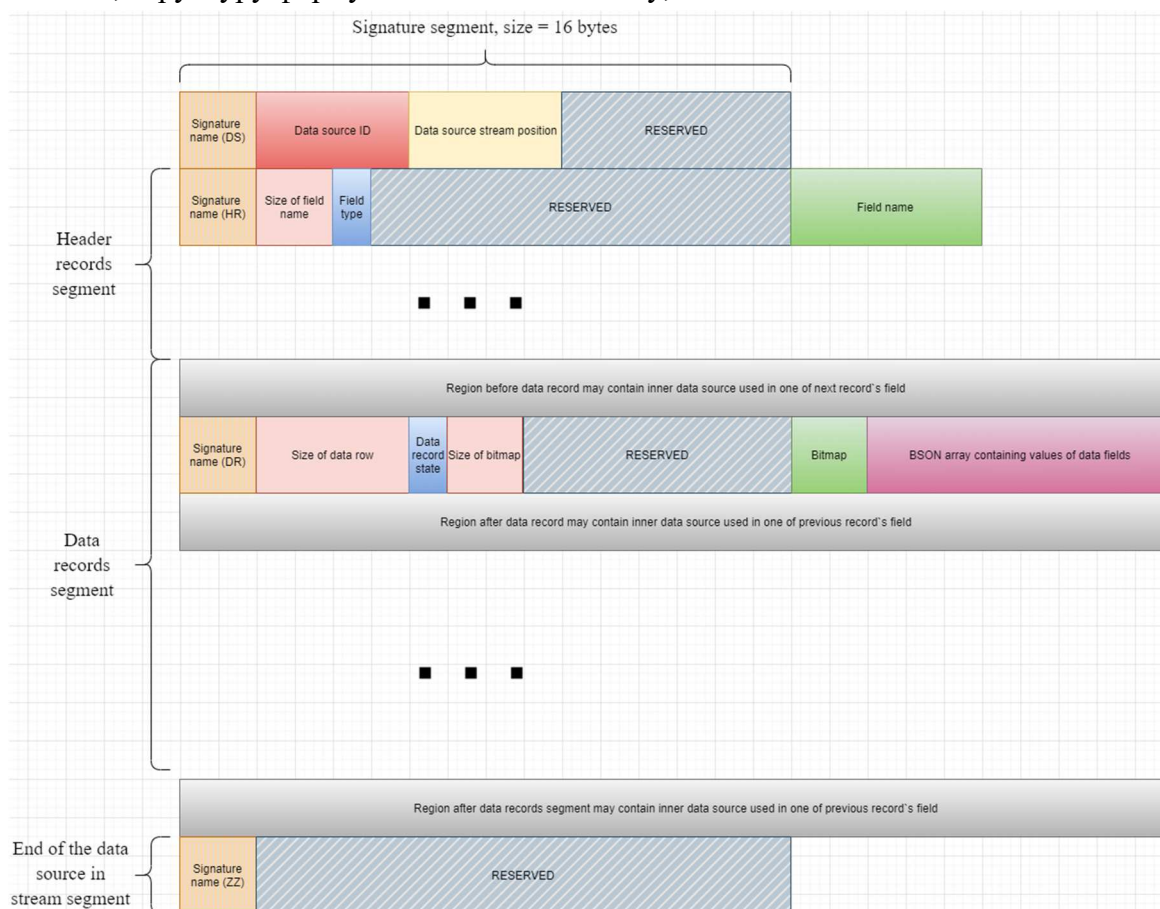 Signature segment, size = 16 bytes
Signature
name (DS)
Data source ID
Data source stream position
RESERVED
Signature
name (HR)
Size of field
name
Field
type
RESERVED
Field name
Header
records
segment
Region before data record may contain inner data source used in one of next record`s field
Signature
name (DR)
Size of data row
Data
record
state
Size of bitmap
RESERVED
Bitmap
BSON array containing values of data fields
Region after data record may contain inner data source used in one of previous record`s field
Data
records
segment
Region after data records segment may contain inner data source used in one of previous record`s field
End of the data
source in
stream segment
Signature
name (ZZ)
RESERVED